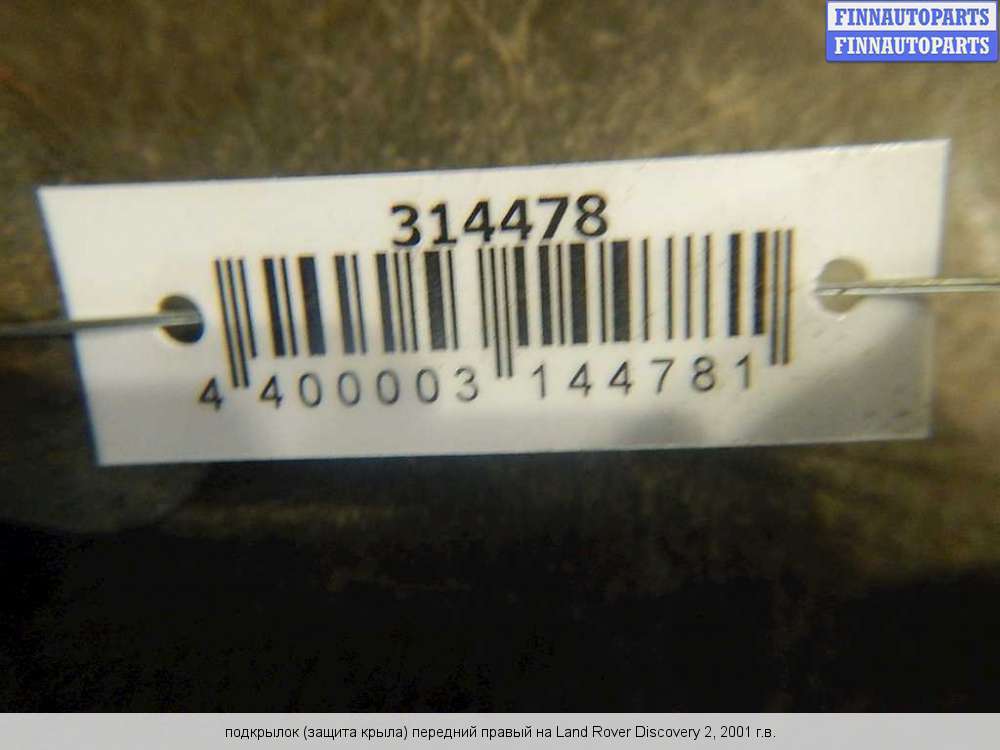 FINNAUTOPARTS
FINNAUTOPARTS
314478
4 400003 144781
подкрылок (защита крыла) передний правый на Land Rover Discovery 2, 2001 г.в.